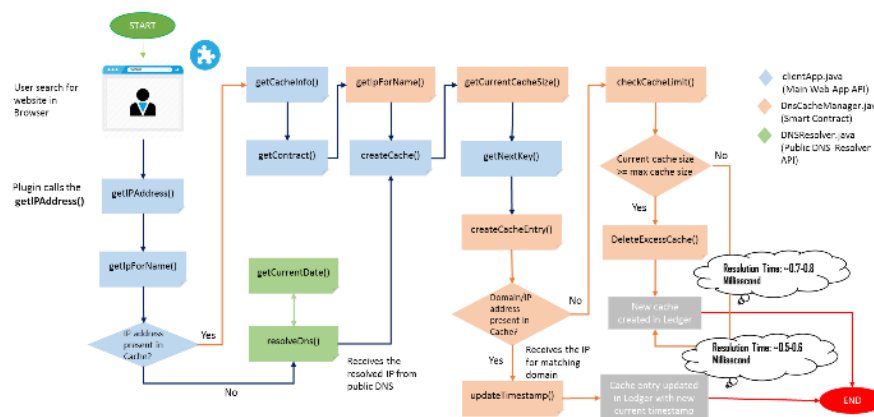 START
User search for
website in
Browser
Plugin calls the
getIPAddress()
getIPAddress()
getIpForName()
IP address
present in
Cache?
Yes
No
getCacheInfo()
getContract()
getIpForName()
createCache()
getCurrentDate()
resolveDns()
Receives the
resolved IP from
public DNS
getCurrentCacheSize()
getNextKey()
createCacheEntry()
Domain/IP
address
present in
Cache?
No
Yes
Receives the IP
for matching
domain
updateTimestamp()
checkCacheLimit()
Current cache size
>= max cache size
No
Yes
DeleteExcessCache()
New cache
created in Ledger
Cache entry updated
in Ledger with new
current timestamp
Resolution Time: ~0.7-0.8
Millisecond
Resolution Time: ~0.5-0.6
Millisecond
END
clientApp.java
(Main Web App API)
DnsCacheManager.jav
(Smart Contract)
DNSResolver.java
(Public DNS Resolver
API)